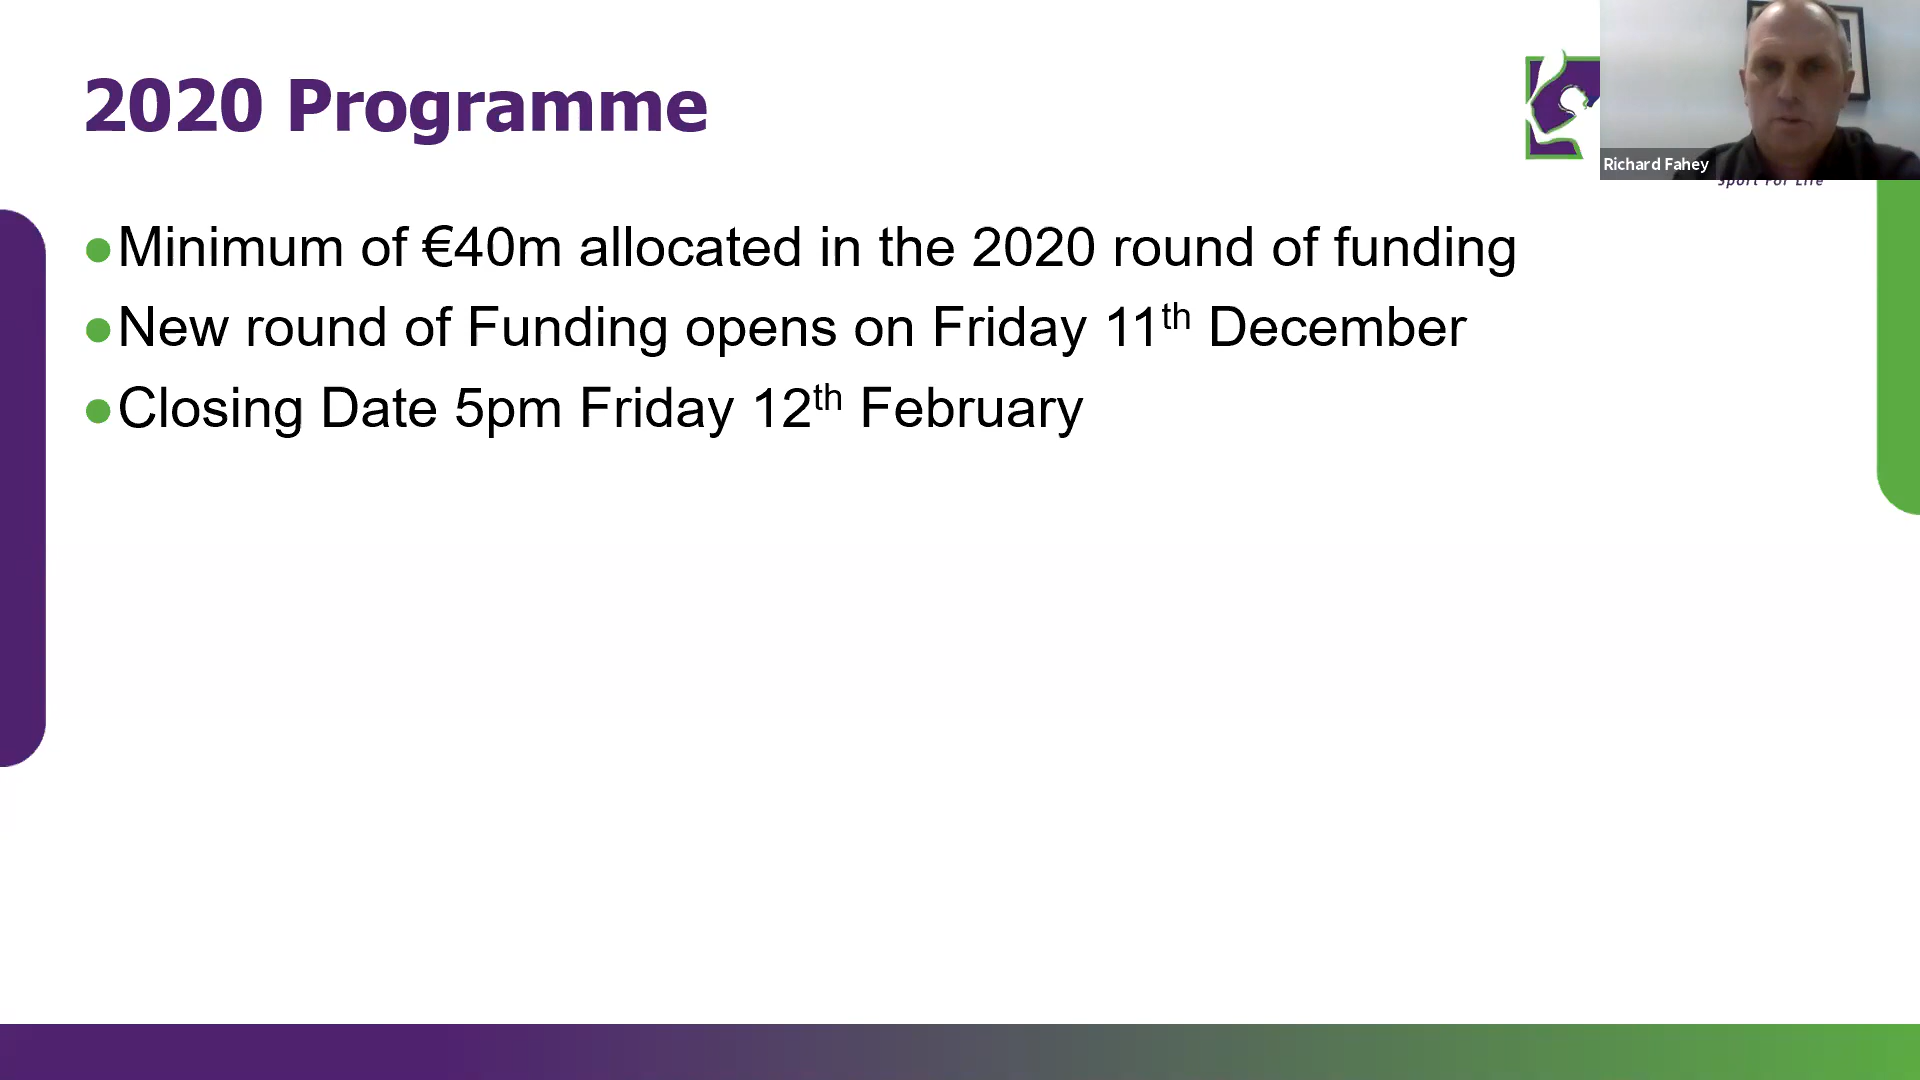 2020 Programme
Richard Fahey
Sport For Life
●Minimum of €40m allocated in the 2020 round of funding
●New round of Funding opens on Friday 11th December
●Closing Date 5pm Friday 12th February